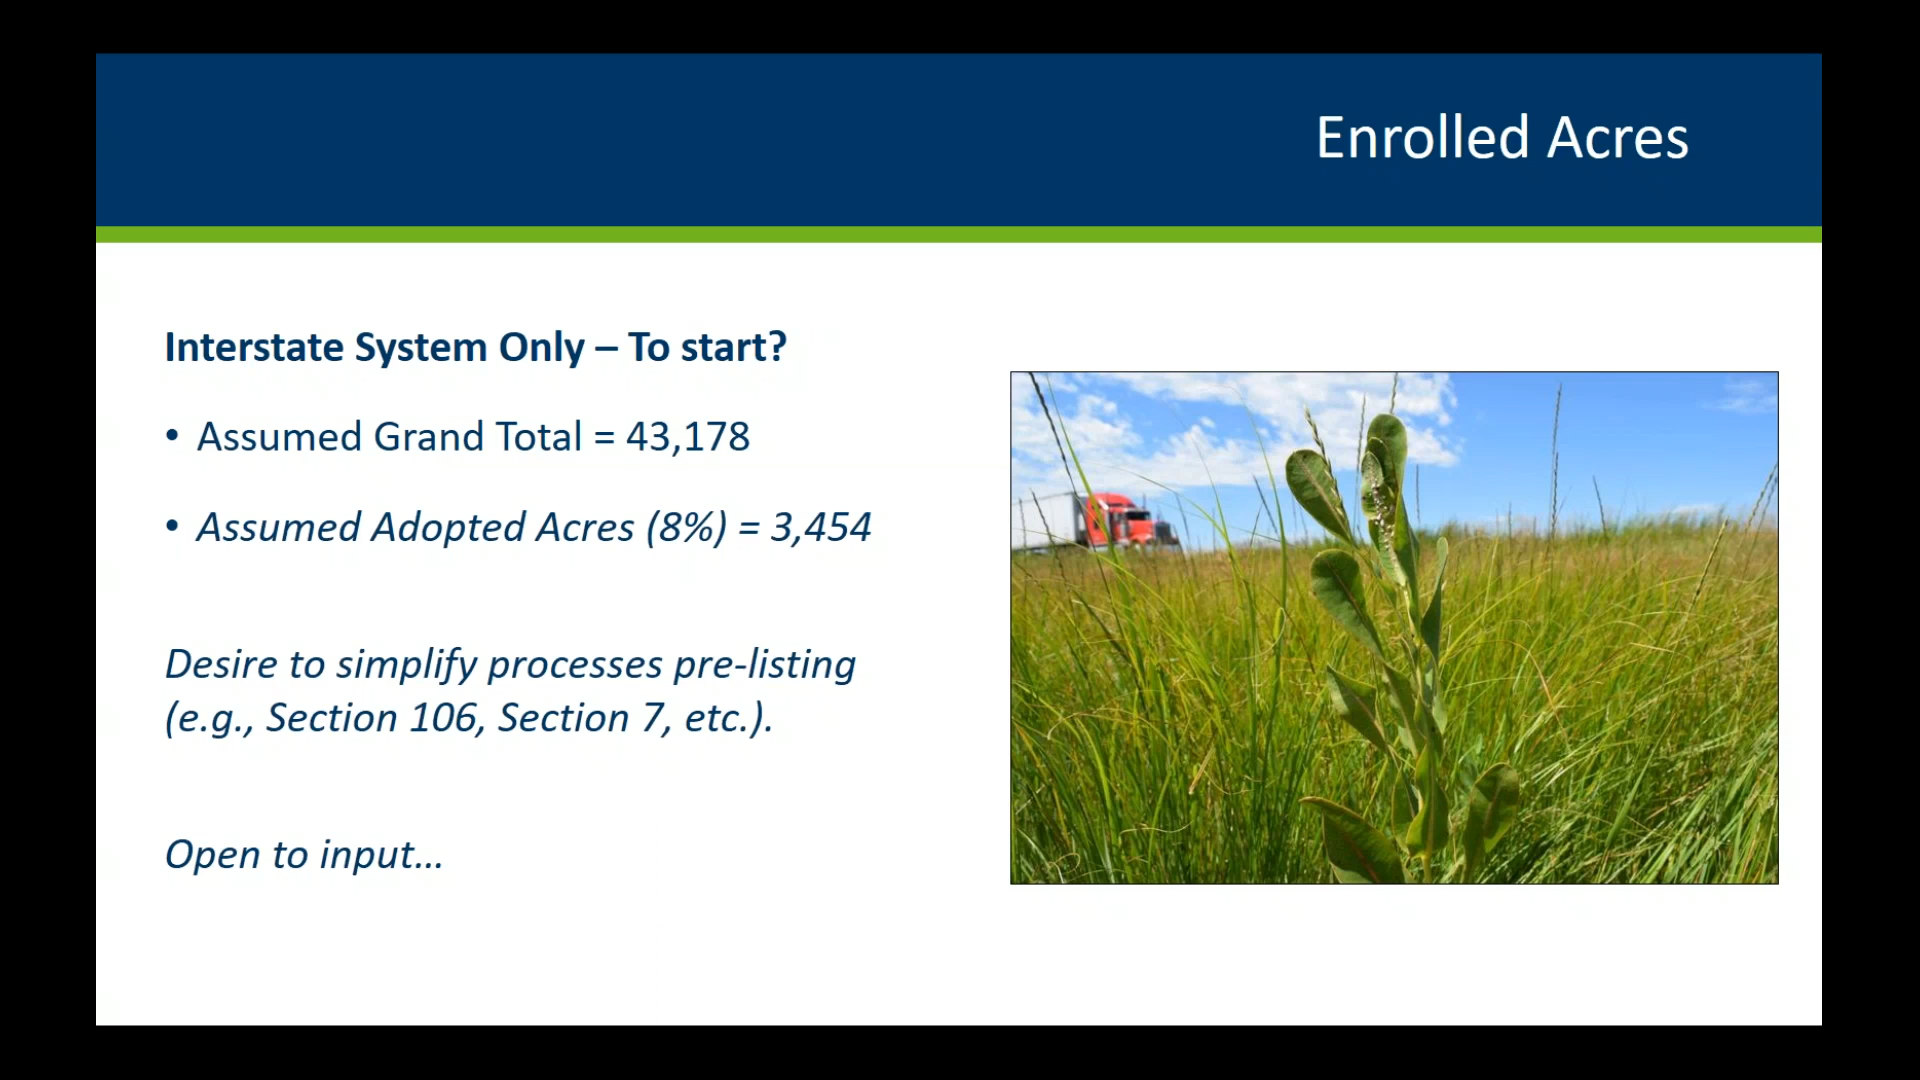 Enrolled Acres
Interstate System Only – To start?
• Assumed Grand Total = 43,178
• Assumed Adopted Acres (8%) = 3,454
Desire to simplify processes pre-listing
(e.g., Section 106, Section 7, etc.).
Open to input…